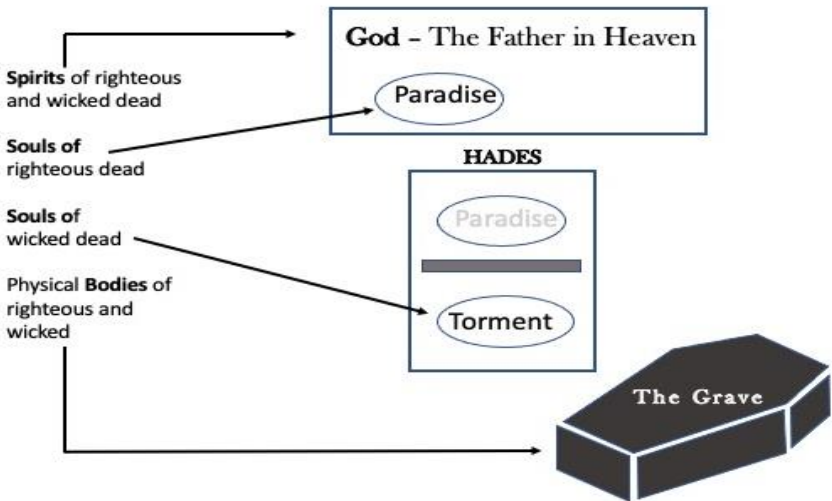 God – The Father in Heaven
Paradise
Spirits of righteous
and wicked dead
Souls of
righteous dead
Souls of
wicked dead
Physical Bodies of
righteous and
wicked
HADES
Paradise
Torment
The Grave